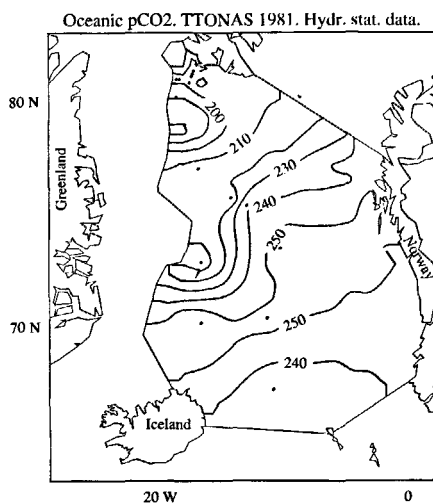 Oceanic pCO2. TTONAS 1981. Hydr. stat. data.
80 N
200
210
230
Greenland
240
250
Norway
70 N
250
240
Iceland
20 W
0